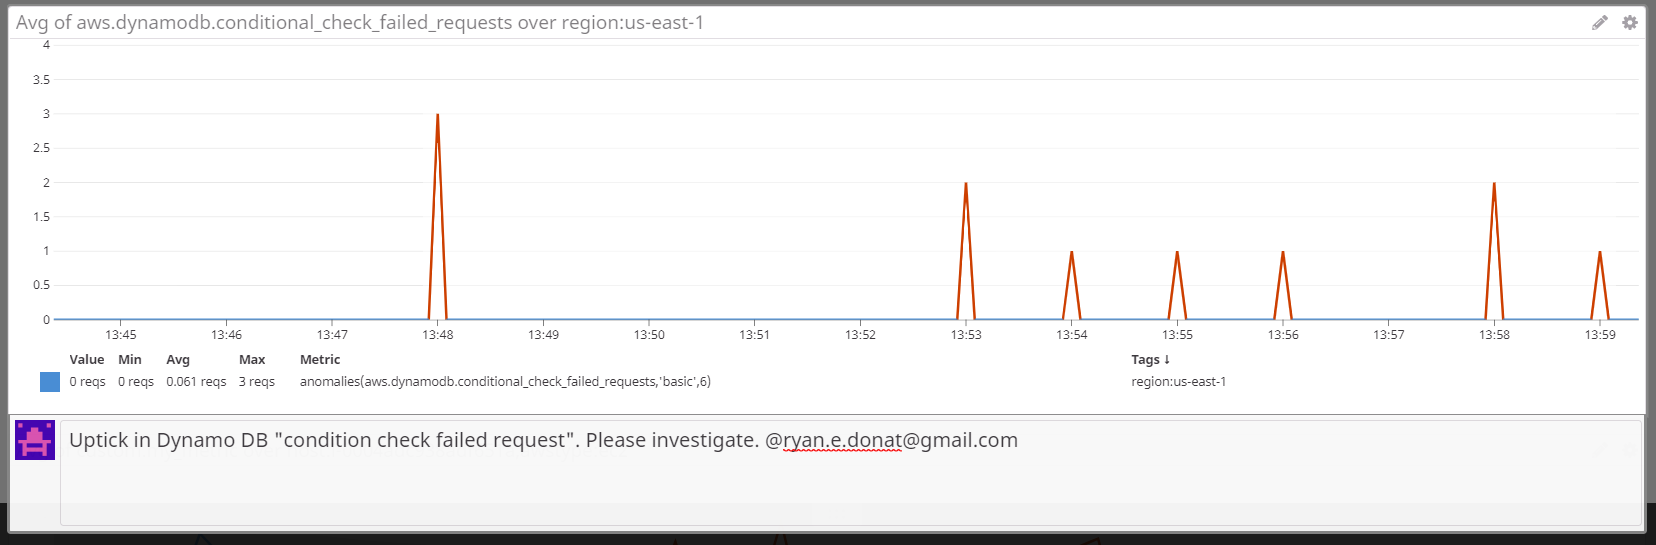 Avg of aws.dynamodb.conditional_check_failed_requests over region:us-east-1
4
3.5
3
2.5
2
1.5
1
0.5
0
13:45 13:46 13:47 13:48 13:49 13:50 13:51 13:52 13:53 13:54 13:55 13:56 13:57 13:58 13:59
Value Min Avg Max Metric Tags ↓
0 reqs 0 reqs 0.061 reqs 3 reqs anomalies(aws.dynamodb.conditional_check_failed_requests,'basic',6) region:us-east-1
Uptick in Dynamo DB "condition check failed request". Please investigate. @ryan.e.donat@gmail.com